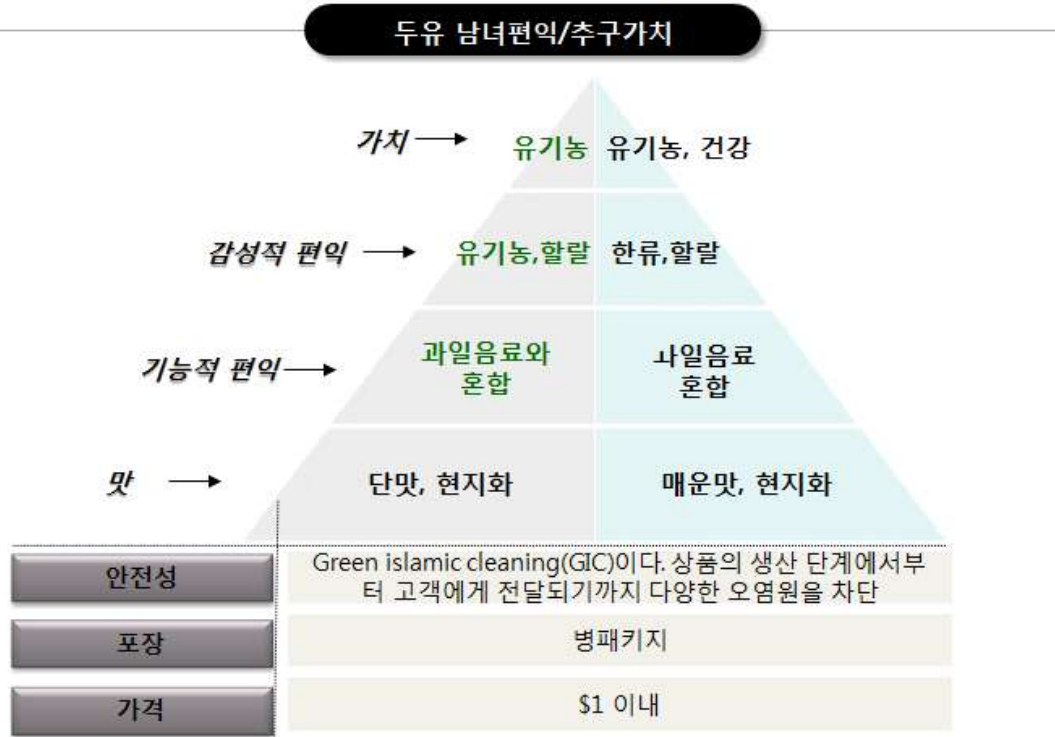 두유 남녀편익/추구가치
가치
유기농
유기농, 건강
감성적 편익
유기농,할랄
한류,할랄
기능적 편익
과일음료와
혼합
과일음료
혼합
맛
단맛, 현지화
매운맛, 현지화
안전성
Green islamic cleaning(GIC)이다. 상품의 생산 단계에서부
터 고객에게 전달되기까지 다양한 오염원을 차단
포장
병패키지
가격
$1 이내